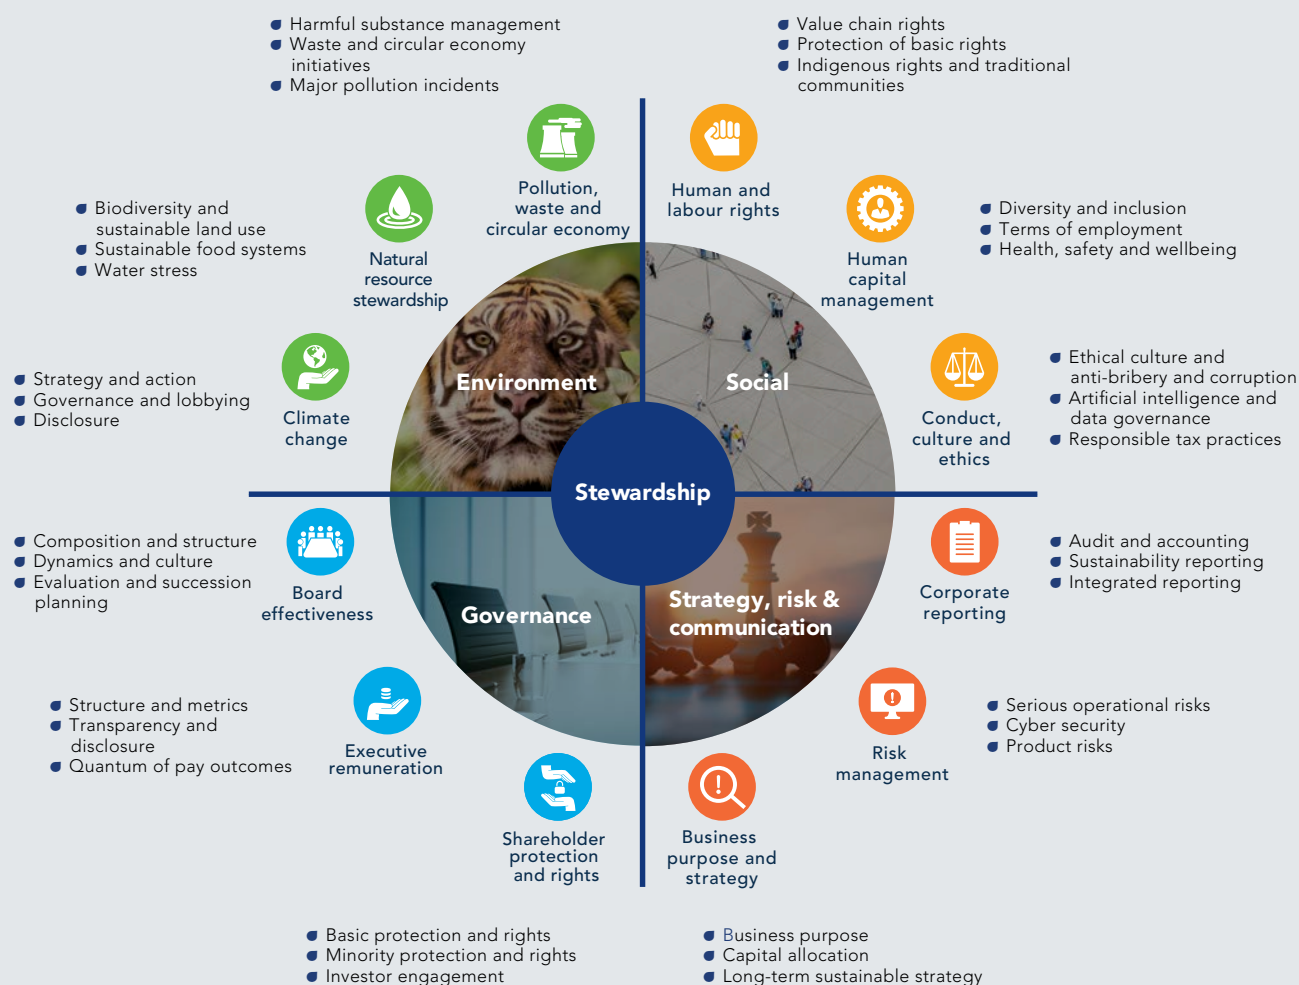 Harmful substance management
Waste and circular economy
initiatives
Major pollution incidents
Value chain rights
Protection of basic rights
Indigenous rights and traditional
communities
Pollution,
waste and
circular economy
Human and
labour rights
Biodiversity and
sustainable land use
Sustainable food systems
Water stress
Natural
resource
stewardship
Human
capital
management
Diversity and inclusion
Terms of employment
Health, safety and wellbeing
Strategy and action
Governance and lobbying
Disclosure
Climate
change
Environment
Social
Conduct,
culture and
ethics
Ethical culture and
anti-bribery and corruption
Artificial intelligence and
data governance
Responsible tax practices
Stewardship
Composition and structure
Dynamics and culture
Evaluation and succession
planning
Board
effectiveness
Governance
Strategy, risk &
communication
Corporate
reporting
Audit and accounting
Sustainability reporting
Integrated reporting
Structure and metrics
Transparency and
disclosure
Quantum of pay outcomes
Executive
remuneration
Risk
management
Serious operational risks
Cyber security
Product risks
Shareholder
protection
and rights
Business
purpose and
strategy
Basic protection and rights
Minority protection and rights
Investor engagement
Business purpose
Capital allocation
Long-term sustainable strategy